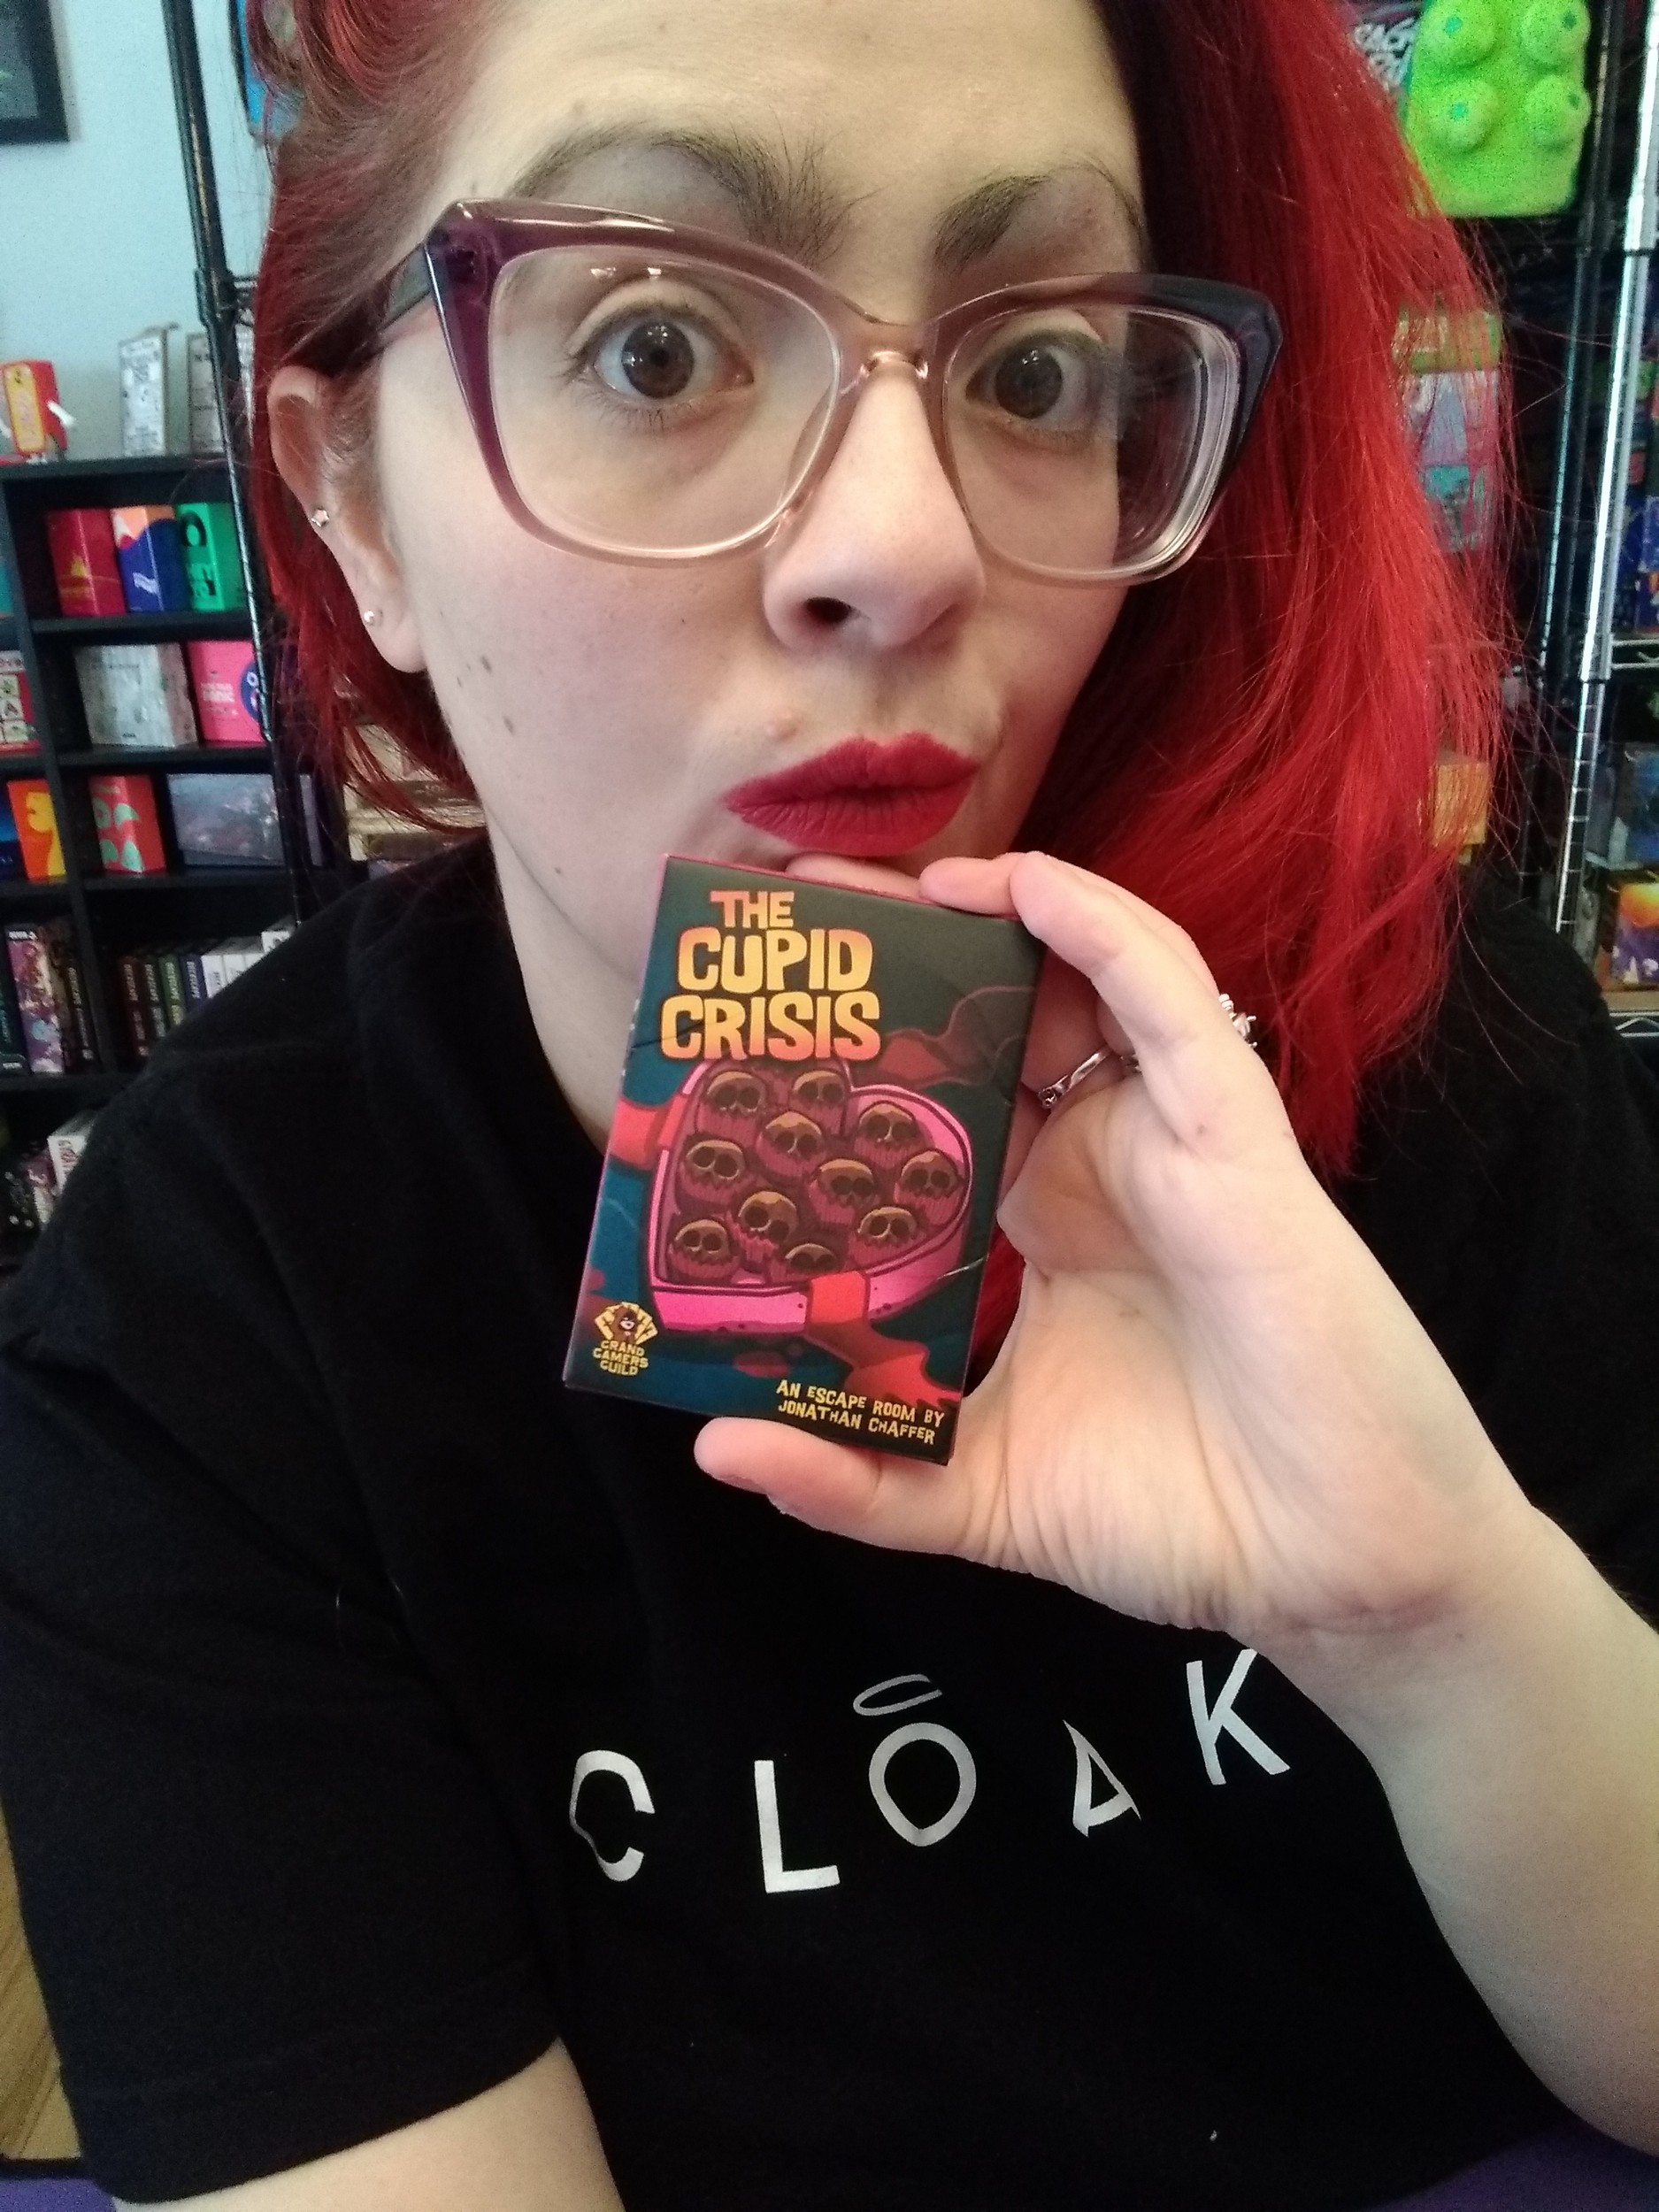 THE
CUPID
CRISIS
GRAND
GAMERS
GUILD
AN ESCAPE ROOM BY
JONATHAN CHAFFER
CLOAK